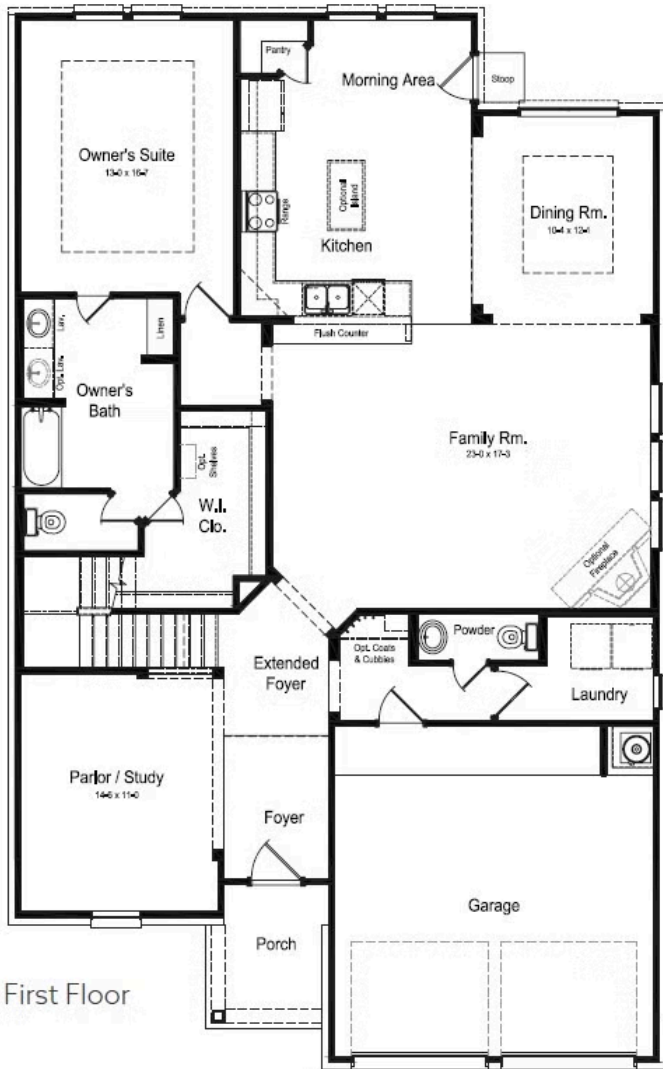 Pantry
Morning Area
Stoop
Owner's Suite
13-0 x 16-7
Optional
Island
Range
Kitchen
Dining Rm.
10-4 x 12-1
Lav.
Opt. Lav.
Linen
Flush Counter
Owner's
Bath
Family Rm.
23-0 x 17-3
Opt.
Shelves
W.I.
Clo.
Optional
Fireplace
Extended
Foyer
Opt. Coats
& Cubbies
Powder
Laundry
Parlor / Study
14-6 x 11-0
Foyer
Garage
Porch
First Floor